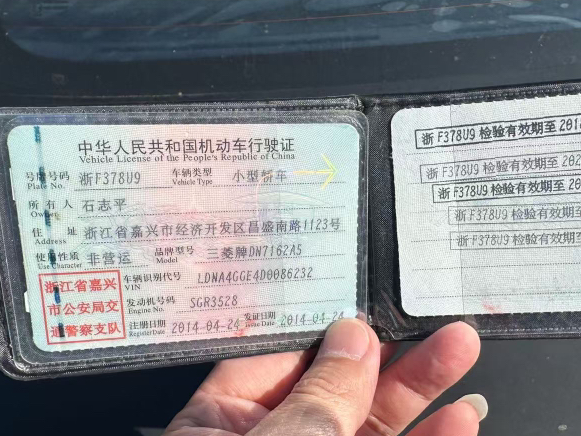 中华人民共和国机动车行驶证
Vehicle License of the People's Republic of China
号牌号码 浙F378U9 车辆类型 小型轿车
Plate No. Vehicle Type
所有人 石志平
Owner
住址 浙江省嘉兴市经济开发区昌盛南路1123号
Address
使用性质 非营运 品牌型号 三菱牌DN7162A5
Use Character Model
浙江省嘉兴
市公安局交
通警察支队
车辆识别代号 LDNA4GGE4D0086232
VIN
发动机号码 SGR3528
Engine No.
注册日期 2014-04-24 发证日期 2014-04-24
Register Date Issue Date
浙F378U9 检验有效期至 201
浙F378U9 检验有效期至 202
浙F378U9 检验有效期至 20
浙F378U9 检验有效期至 20
浙F378U9 检验有效期至 20